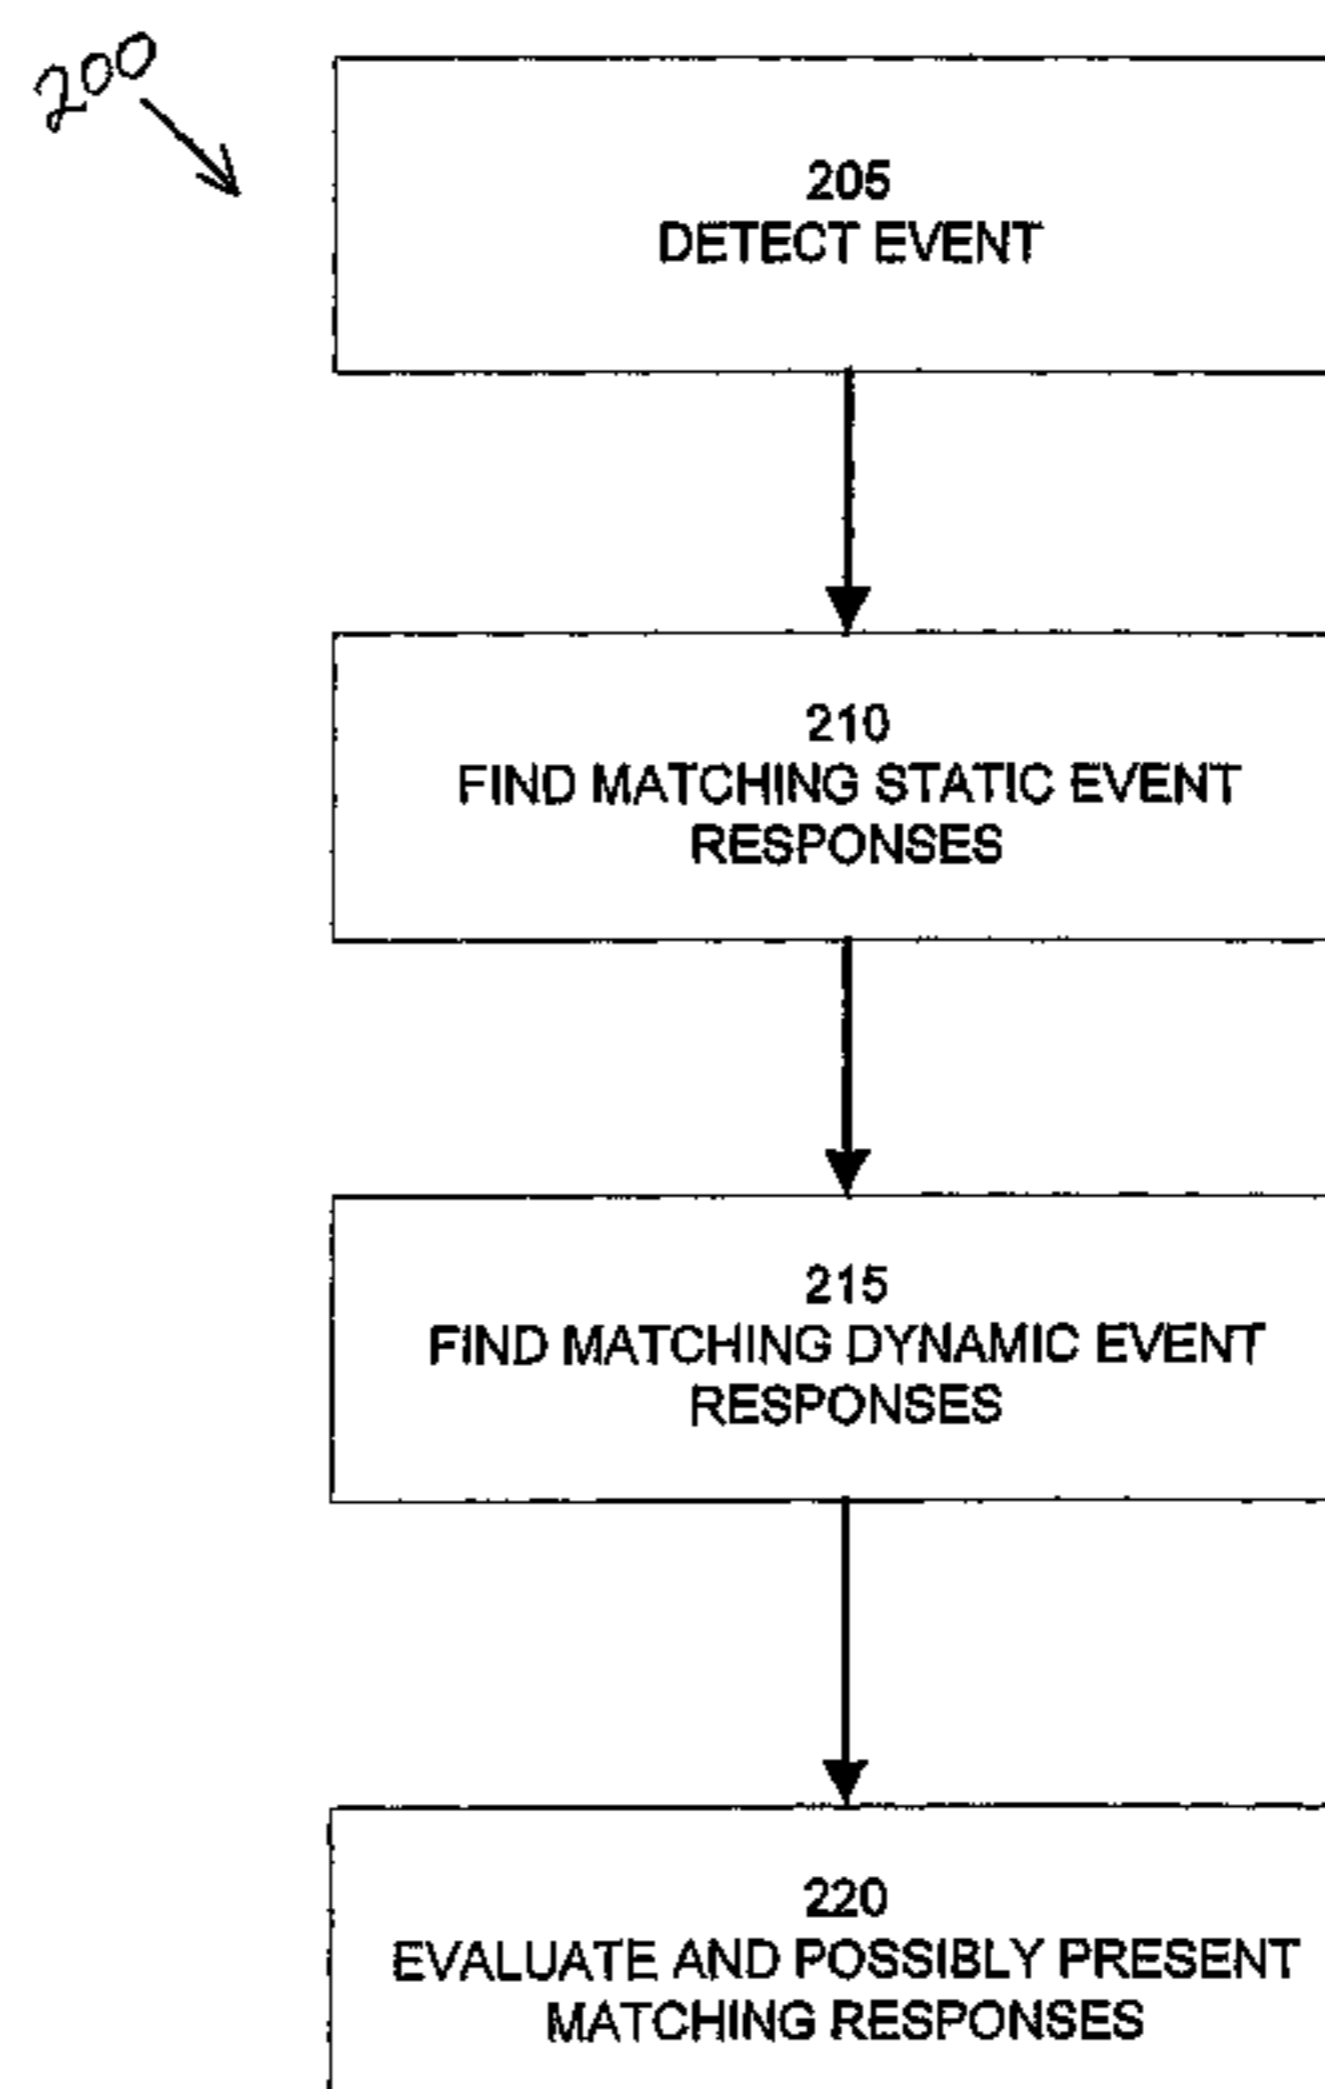 200
205
DETECT EVENT
210
FIND MATCHING STATIC EVENT
RESPONSES
215
FIND MATCHING DYNAMIC EVENT
RESPONSES
220
EVALUATE AND POSSIBLY PRESENT
MATCHING RESPONSES